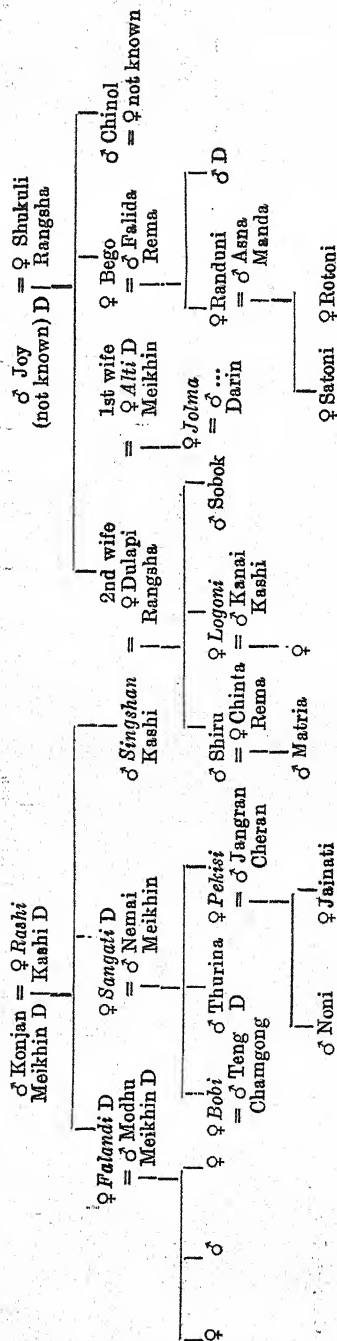 ♂ Konjan = ♀ Rashi
Meikhin D Kashi D
♂ Joy = ♀ Shukuli
(not known) D Rangsha
♀ Falandi D
= ♂ Modhu
Meikhin D
♀ Sangati D
= ♂ Nemai
Meikhin
♂ Singshan
Kashi
2nd wife
= ♀ Dulapi
Rangsha
1st wife
= ♀ Alti D
Meikhin
♀ Bego
= ♂ Falida
Rema
♂ Chinol
= ♀ not known
♀ ♂ ♀
♀ Bobi
= ♂ Teng D
Chamgong
♂ Thurina
♀ Pekisi
= ♂ Jangran
Cheran
♂ Shiru
= ♀ Chinta
Rema
♀ Logoni
= ♂ Kanai
Kashi
♂ Sobok
♀ Jolma
= ♂ ...
Darin
♀ Randuni
= ♂ Asna
Manda
♂ D
♂ Noni
♀ Jainati
♂ Matria
♀
♀ Satoni
♀ Rotoni